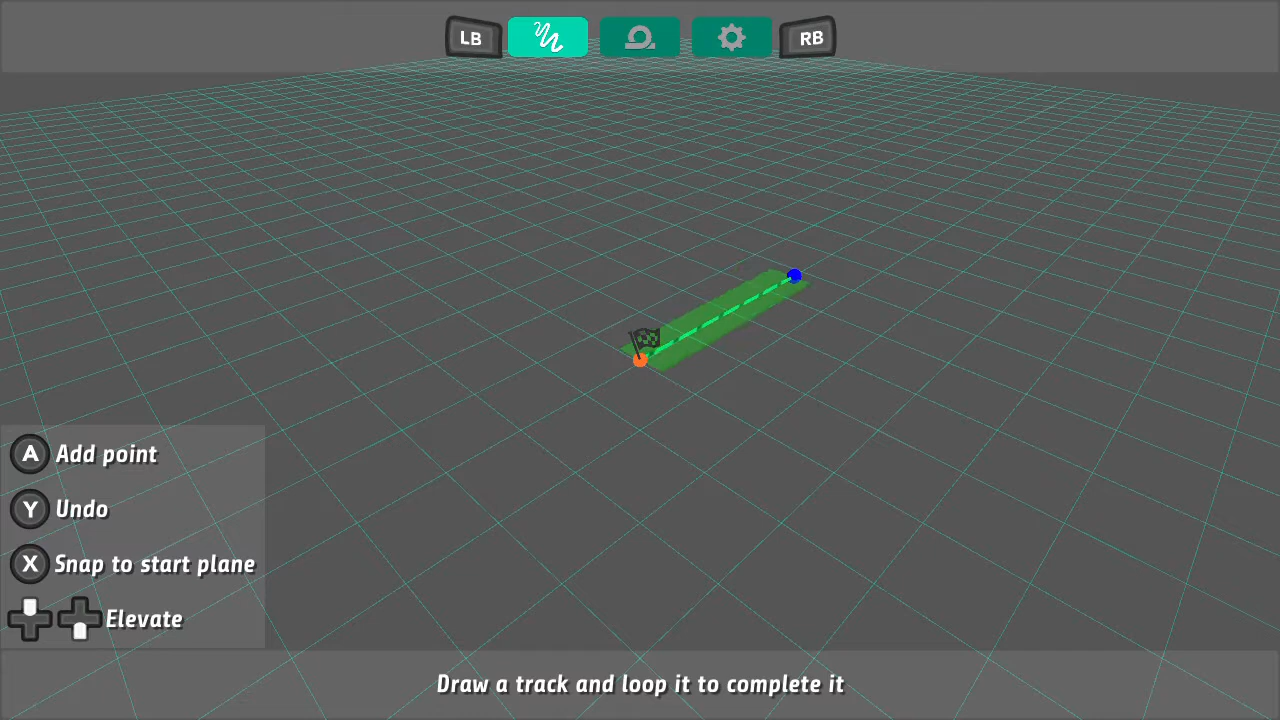 LB
RB
A Add point
Y Undo
X Snap to start plane
Elevate
Draw a track and loop it to complete it